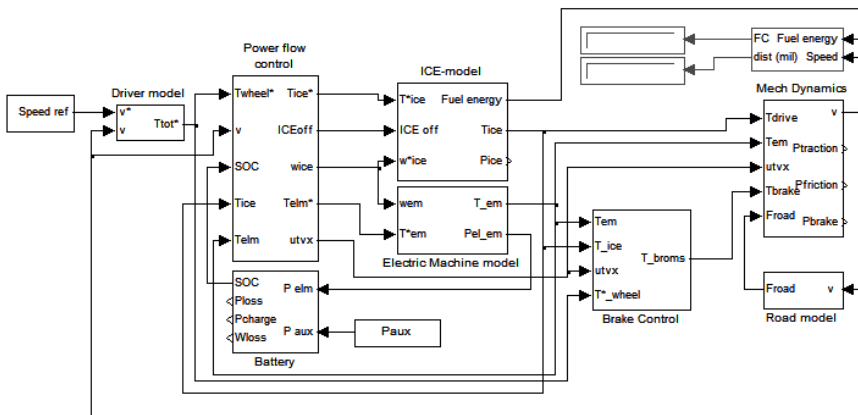 Speed ref
Driver model
v*
v
Ttot*
Power flow
control
Twheel*
Tice*
v
ICEoff
SOC
wice
Tice
Telm*
Telm
utvx
ICE-model
T*ice
Fuel energy
ICE off
Tice
w*ice
Pice
wem
T_em
T*em
Pel_em
Electric Machine model
SOC
P elm
Ploss
Pcharge
P aux
Wloss
Battery
Paux
Tem
T_ice
T_broms
utvx
T*_wheel
Brake Control
FC Fuel energy
dist (mil) Speed
Mech Dynamics
Tdrive
v
Tem
Ptraction
utvx
Pfriction
Tbrake
Froad
Pbrake
Froad
v
Road model